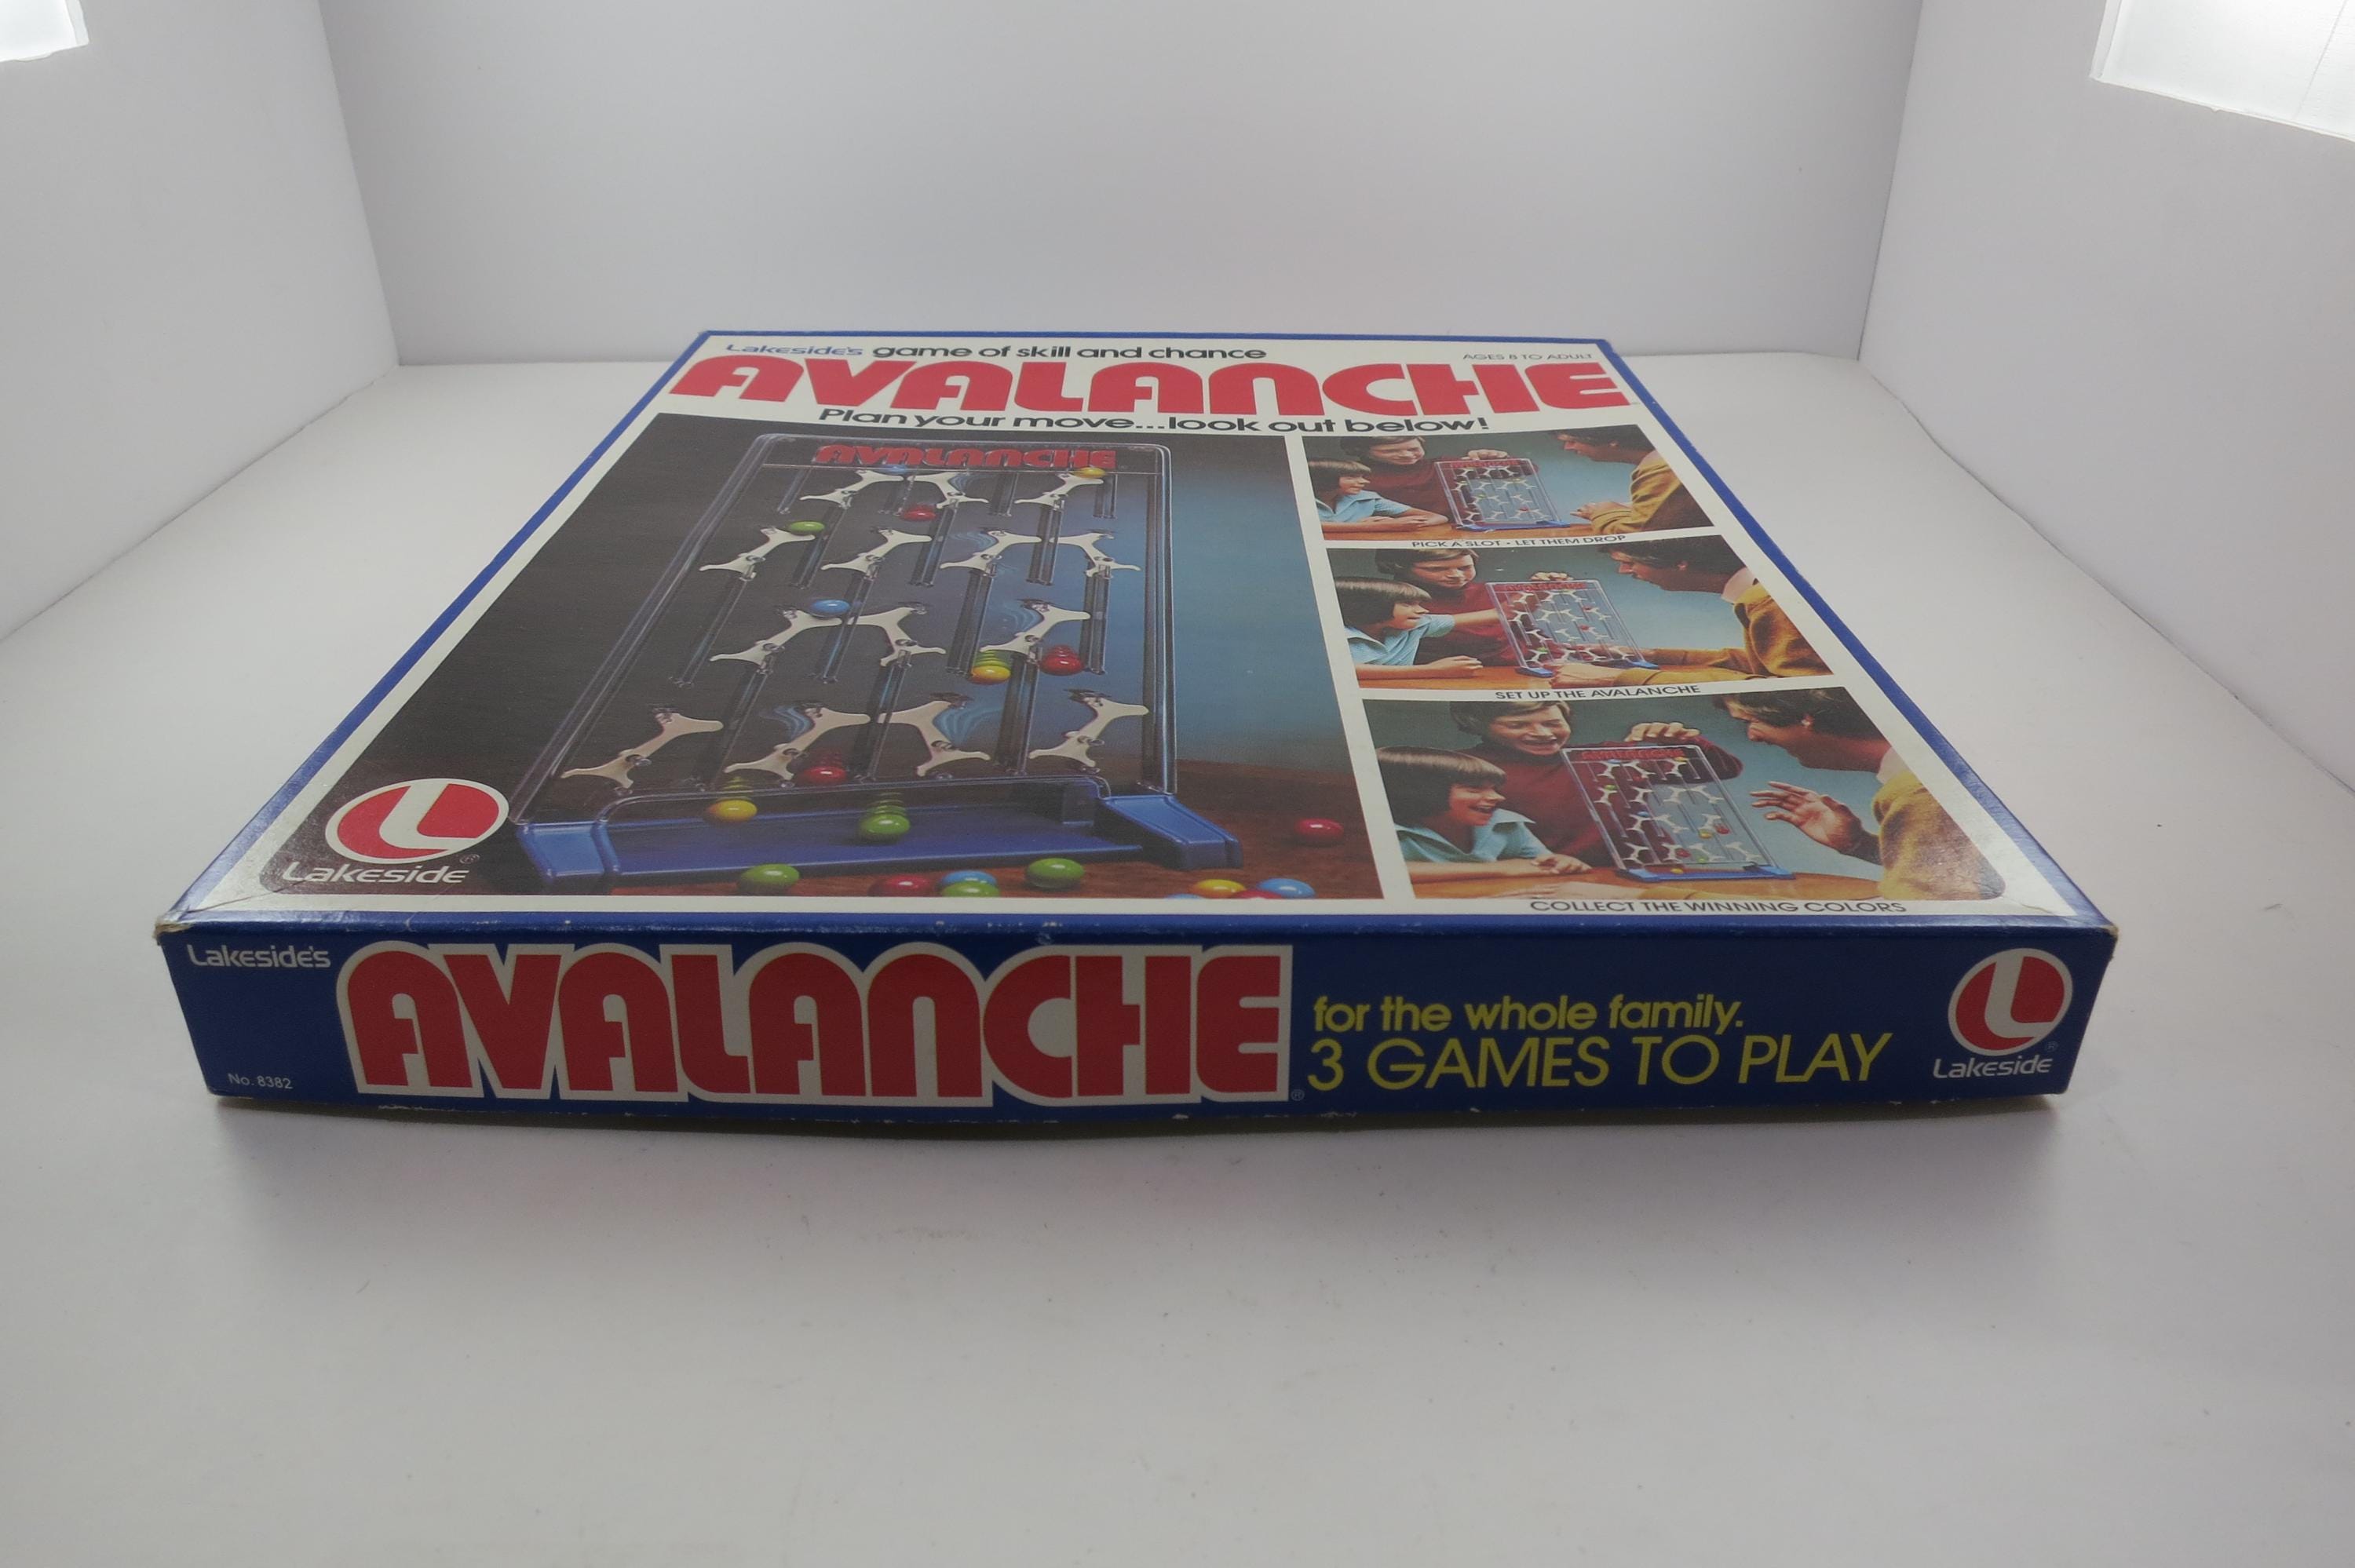 Lakeside's game of skill and chance
AGES 8 TO ADULT
AVALANCHE
Plan your move...look out below!
AVALANCHE
PICK A SLOT - LET THEM DROP
SET UP THE AVALANCHE
COLLECT THE WINNING COLORS
Lakeside®
Lakeside's
AVALANCHE®
No. 8382
for the whole family.
3 GAMES TO PLAY
Lakeside®